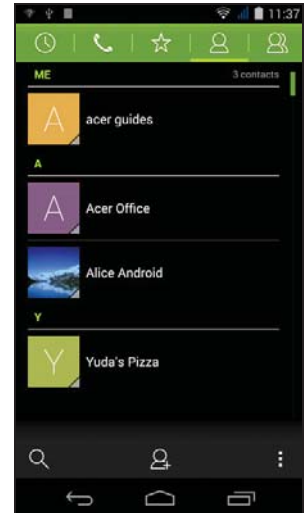 11:37
ME 3 contacts
A acer guides
A
A Acer Office
Alice Android
Y
Y Yuda's Pizza